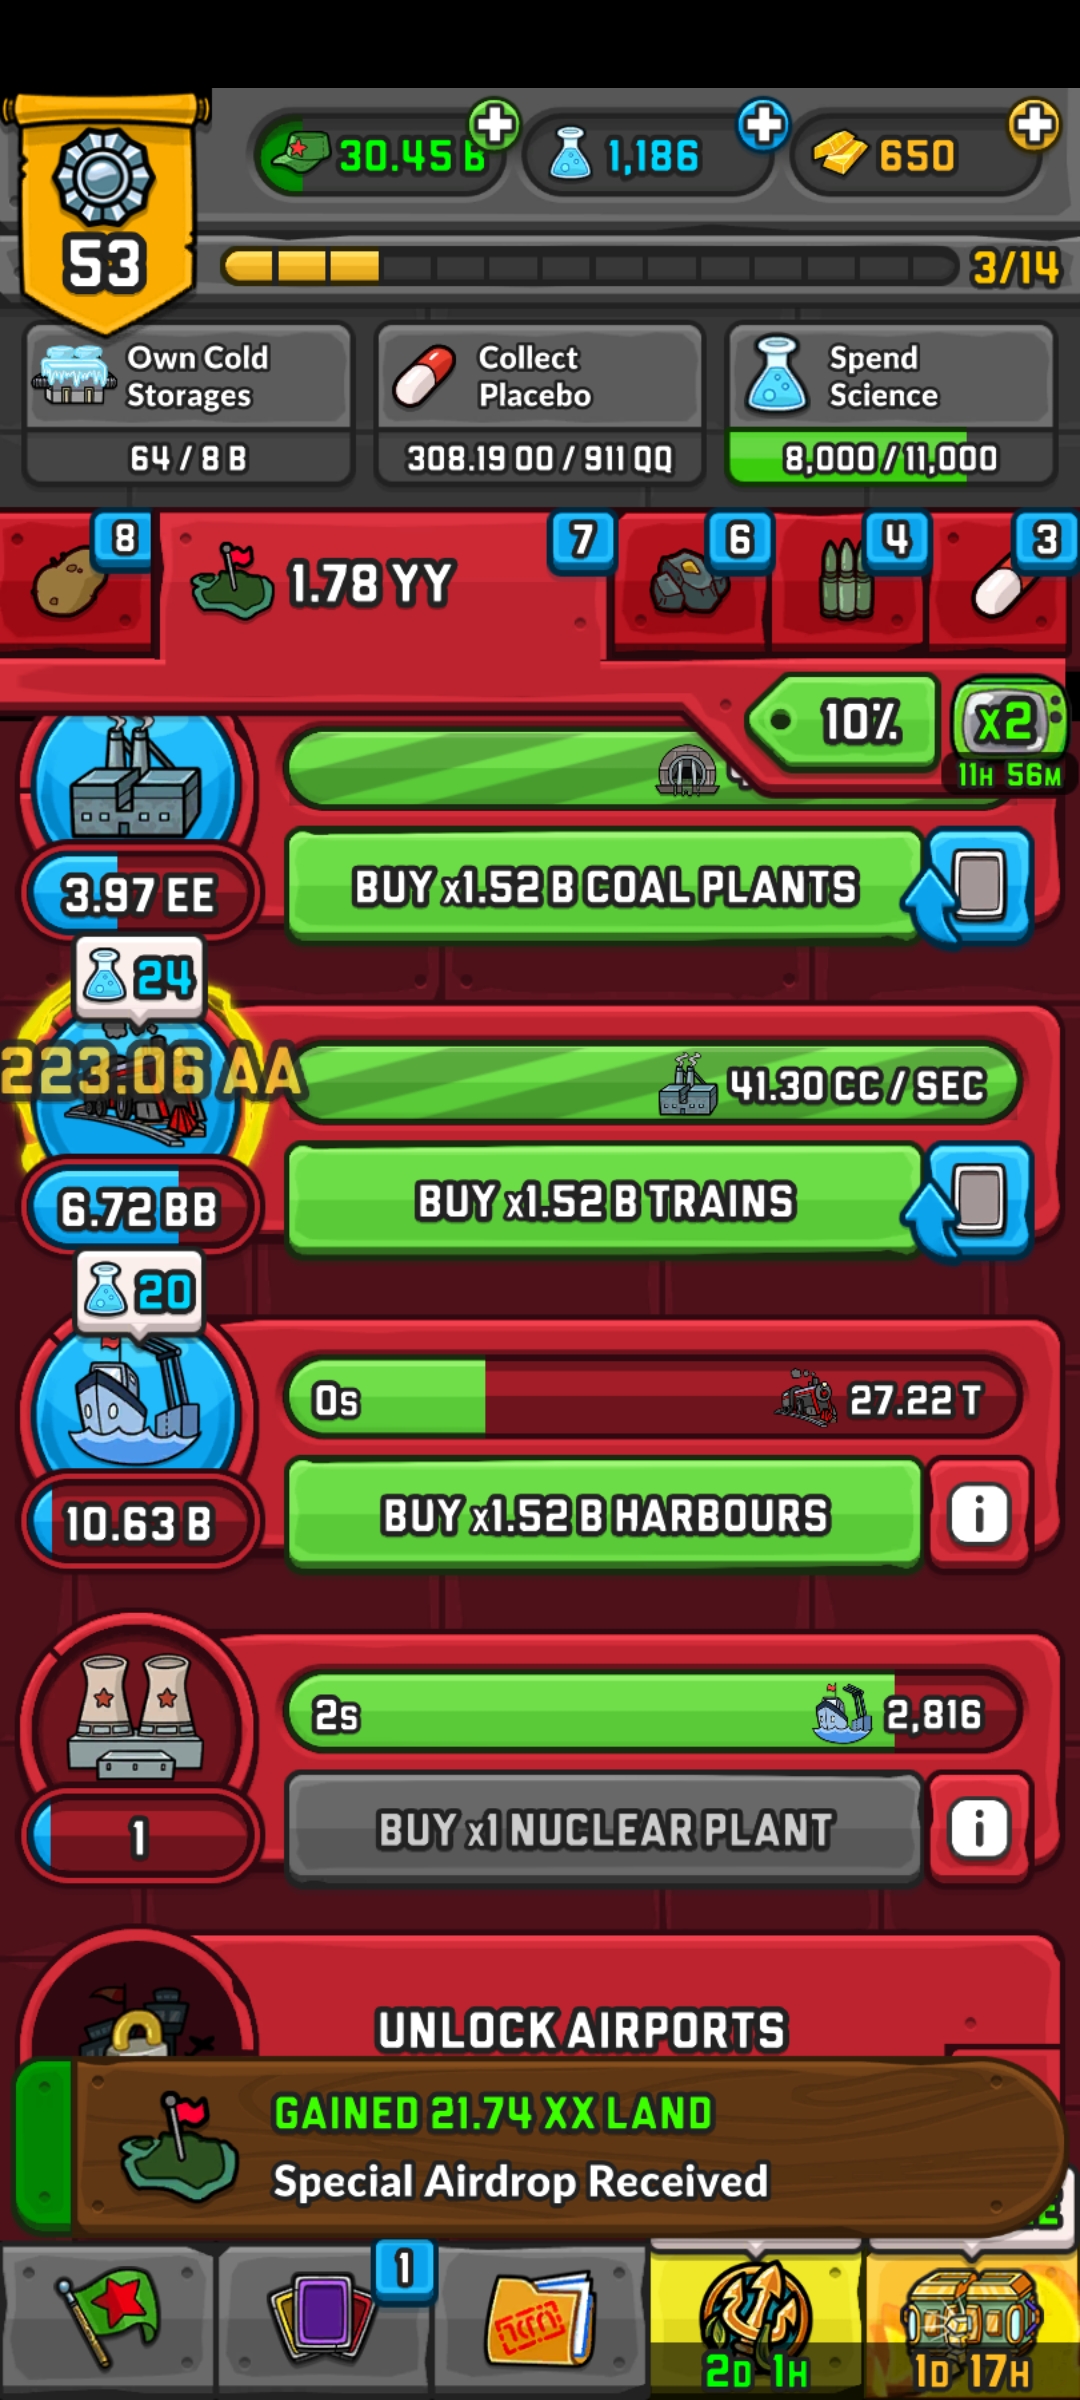 53
30.45 B
1,186
650
3/14
Own Cold
Storages
64 / 8 B
Collect
Placebo
308.19 OO / 911 QQ
Spend
Science
8,000 / 11,000
8
1.78 YY
7
6
4
3
10%
x2
11H 56M
3.97 EE
BUY x1.52 B COAL PLANTS
24
223.06 AA
41.30 CC / SEC
6.72 BB
BUY x1.52 B TRAINS
20
0s
27.22 T
10.63 B
BUY x1.52 B HARBOURS
i
2s
2,816
1
BUY x1 NUCLEAR PLANT
i
UNLOCK AIRPORTS
GAINED 21.74 XX LAND
Special Airdrop Received
1
2D 1H
1D 17H